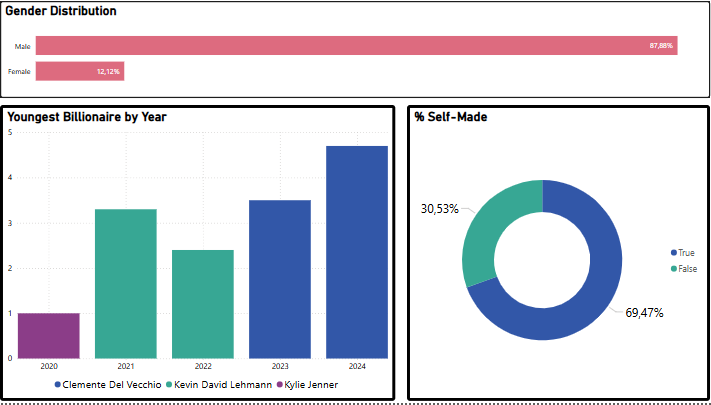 Gender Distribution
Male
87,88%
Female
12,12%
Youngest Billionaire by Year
5
4
3
2
1
0
2020 2021 2022 2023 2024
Clemente Del Vecchio Kevin David Lehmann Kylie Jenner
% Self-Made
30,53%
69,47%
True
False